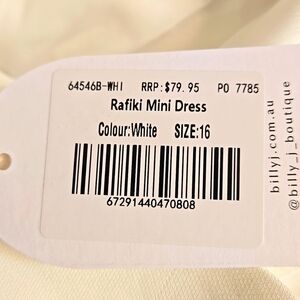 64546B-WHI RRP:$79.95 PO 7785
Rafiki Mini Dress
Colour:White SIZE:16
67291440470808
billyj.com.au
@billy_j_boutique